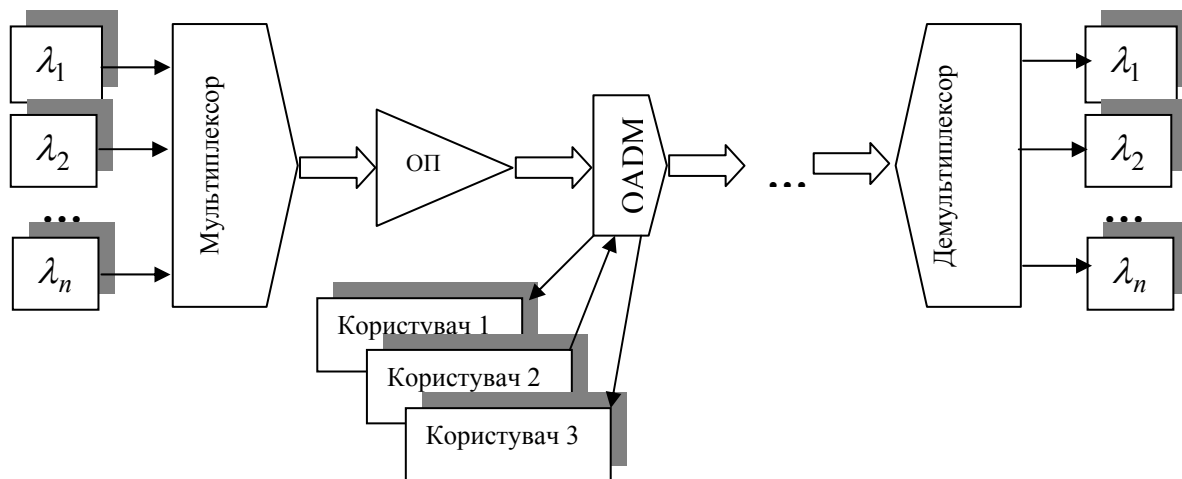 λ1
λ2
...
λn
Мультиплексор
ОП
OADM
...
Демультиплексор
λ1
λ2
...
λn
Користувач 1
Користувач 2
Користувач 3